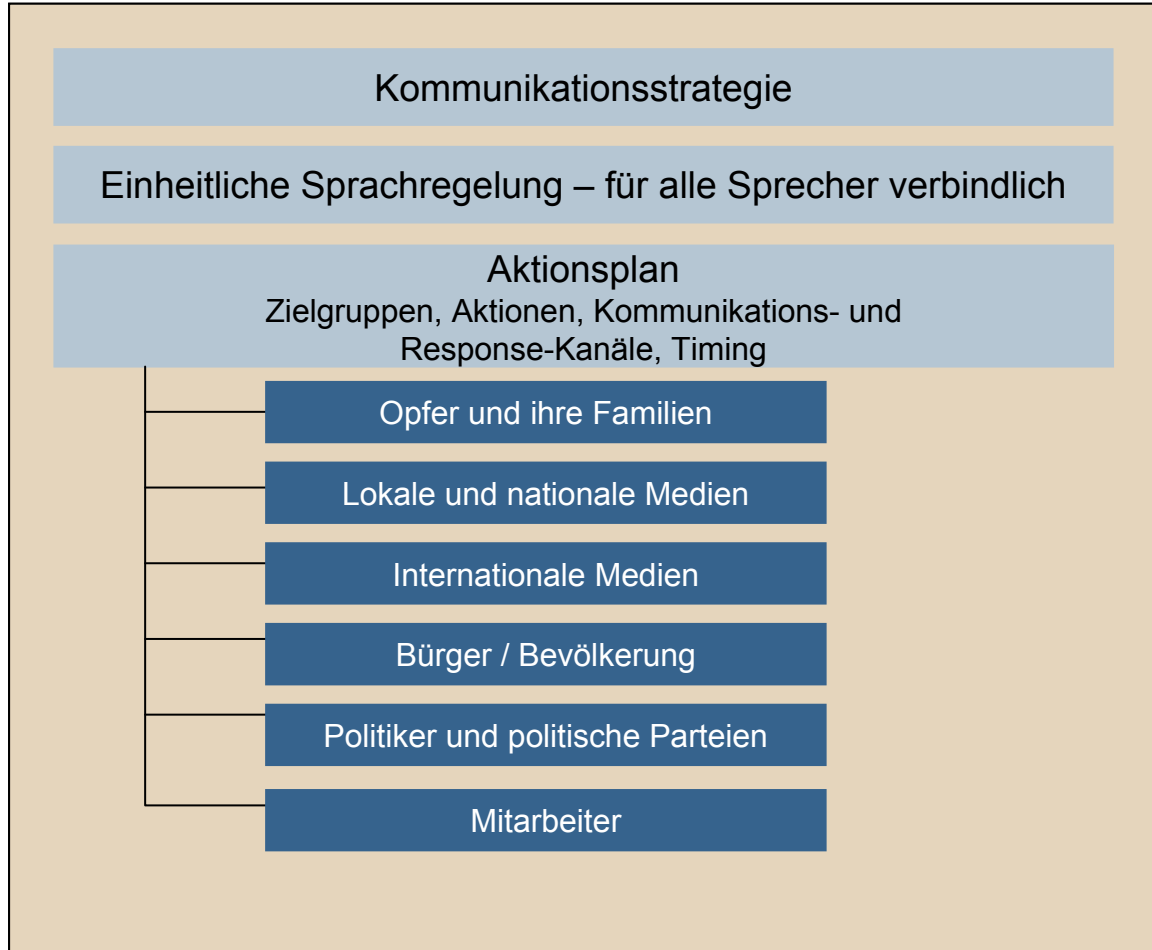 Kommunikationsstrategie
Einheitliche Sprachregelung – für alle Sprecher verbindlich
Aktionsplan
Zielgruppen, Aktionen, Kommunikations- und
Response-Kanäle, Timing
Opfer und ihre Familien
Lokale und nationale Medien
Internationale Medien
Bürger / Bevölkerung
Politiker und politische Parteien
Mitarbeiter